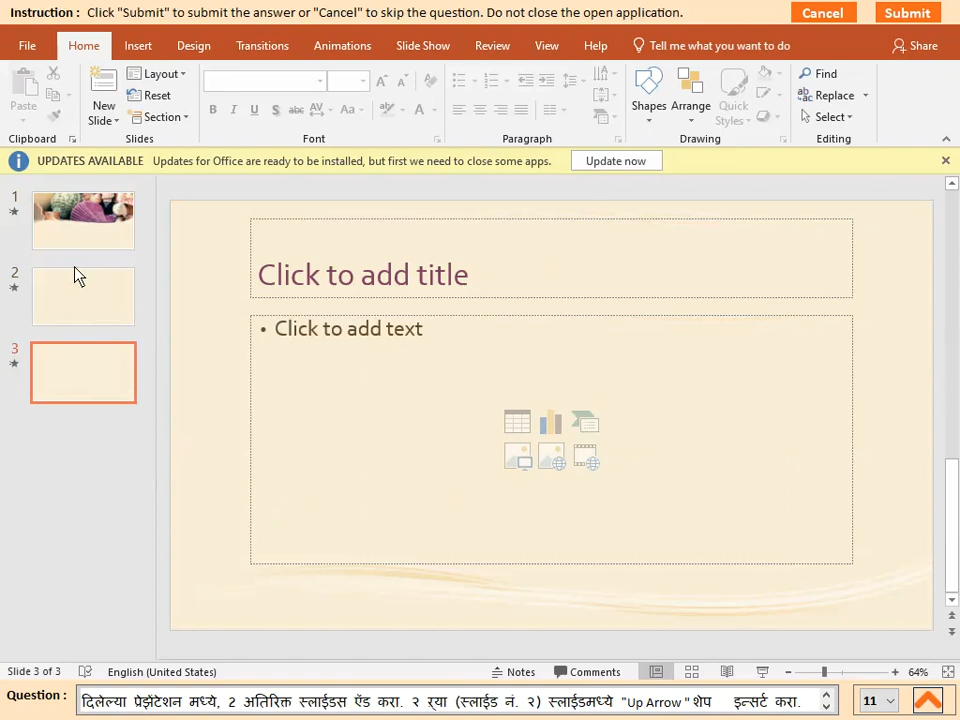 Instruction : Click "Submit" to submit the answer or "Cancel" to skip the question. Do not close the open application.
Cancel
Submit
File Home Insert Design Transitions Animations Slide Show Review View Help Tell me what you want to do Share
Paste
New Slide
Layout
Reset
Section
Shapes
Arrange
Quick Styles
Find
Replace
Select
Clipboard Slides Font Paragraph Drawing Editing
UPDATES AVAILABLE Updates for Office are ready to be installed, but first we need to close some apps. Update now
1
2
3
Click to add title
• Click to add text
Slide 3 of 3 English (United States) Notes Comments 64%
Question : दिलेल्या प्रेझेंटेशन मध्ये, 2 अतिरिक्त स्लाईडस ऍड करा. २ ऱ्या (स्लाईड नं. २) स्लाईडमध्ये "Up Arrow " शेप इन्सर्ट करा. 11